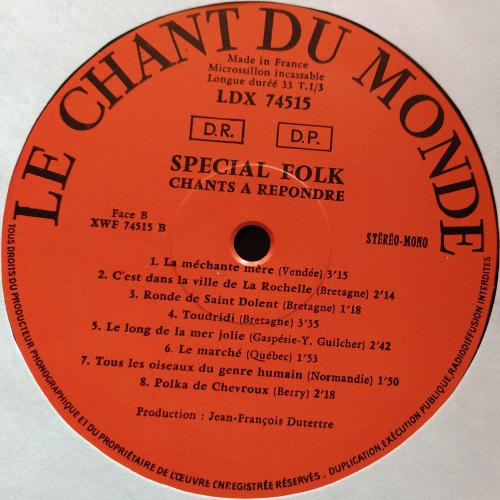 LE CHANT DU MONDE
Made in France
Microssillon incassable
Longue duréé 33 T.1/3
LDX 74515
D.R. D.P.
SPECIAL FOLK
CHANTS A REPONDRE
Face B
XWF 74515 B
STÉRÉO-MONO
1. La méchante mère (Vendée) 3'15
2. C'est dans la ville de La Rochelle (Bretagne) 2'14
3. Ronde de Saint Dolent (Bretagne) 1'18
4. Toudridi (Bretagne) 3'35
5. Le long de la mer jolie (Gaspésie-Y. Guilcher) 2'42
6. Le marché (Québec) 1'53
7. Tous les oiseaux du genre humain (Normandie) 1'50
8. Polka de Chevroux (Berry) 2'18
Production : Jean-François Dutertre
TOUS DROITS DU PRODUCTEUR PHONOGRAPHIQUE ET DU PROPRIÉTAIRE DE L'ŒUVRE ENREGISTRÉE RÉSERVÉS. DUPLICATION, EXÉCUTION PUBLIQUE, RADIODIFFUSION INTERDITES